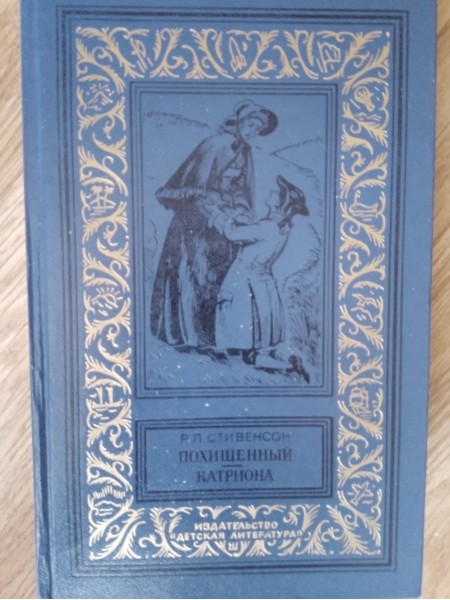 Р.Л.СТИВЕНСОН
ПОХИЩЕННЫЙ
КАТРИОНА
ИЗДАТЕЛЬСТВО
"ДЕТСКАЯ ЛИТЕРАТУРА"